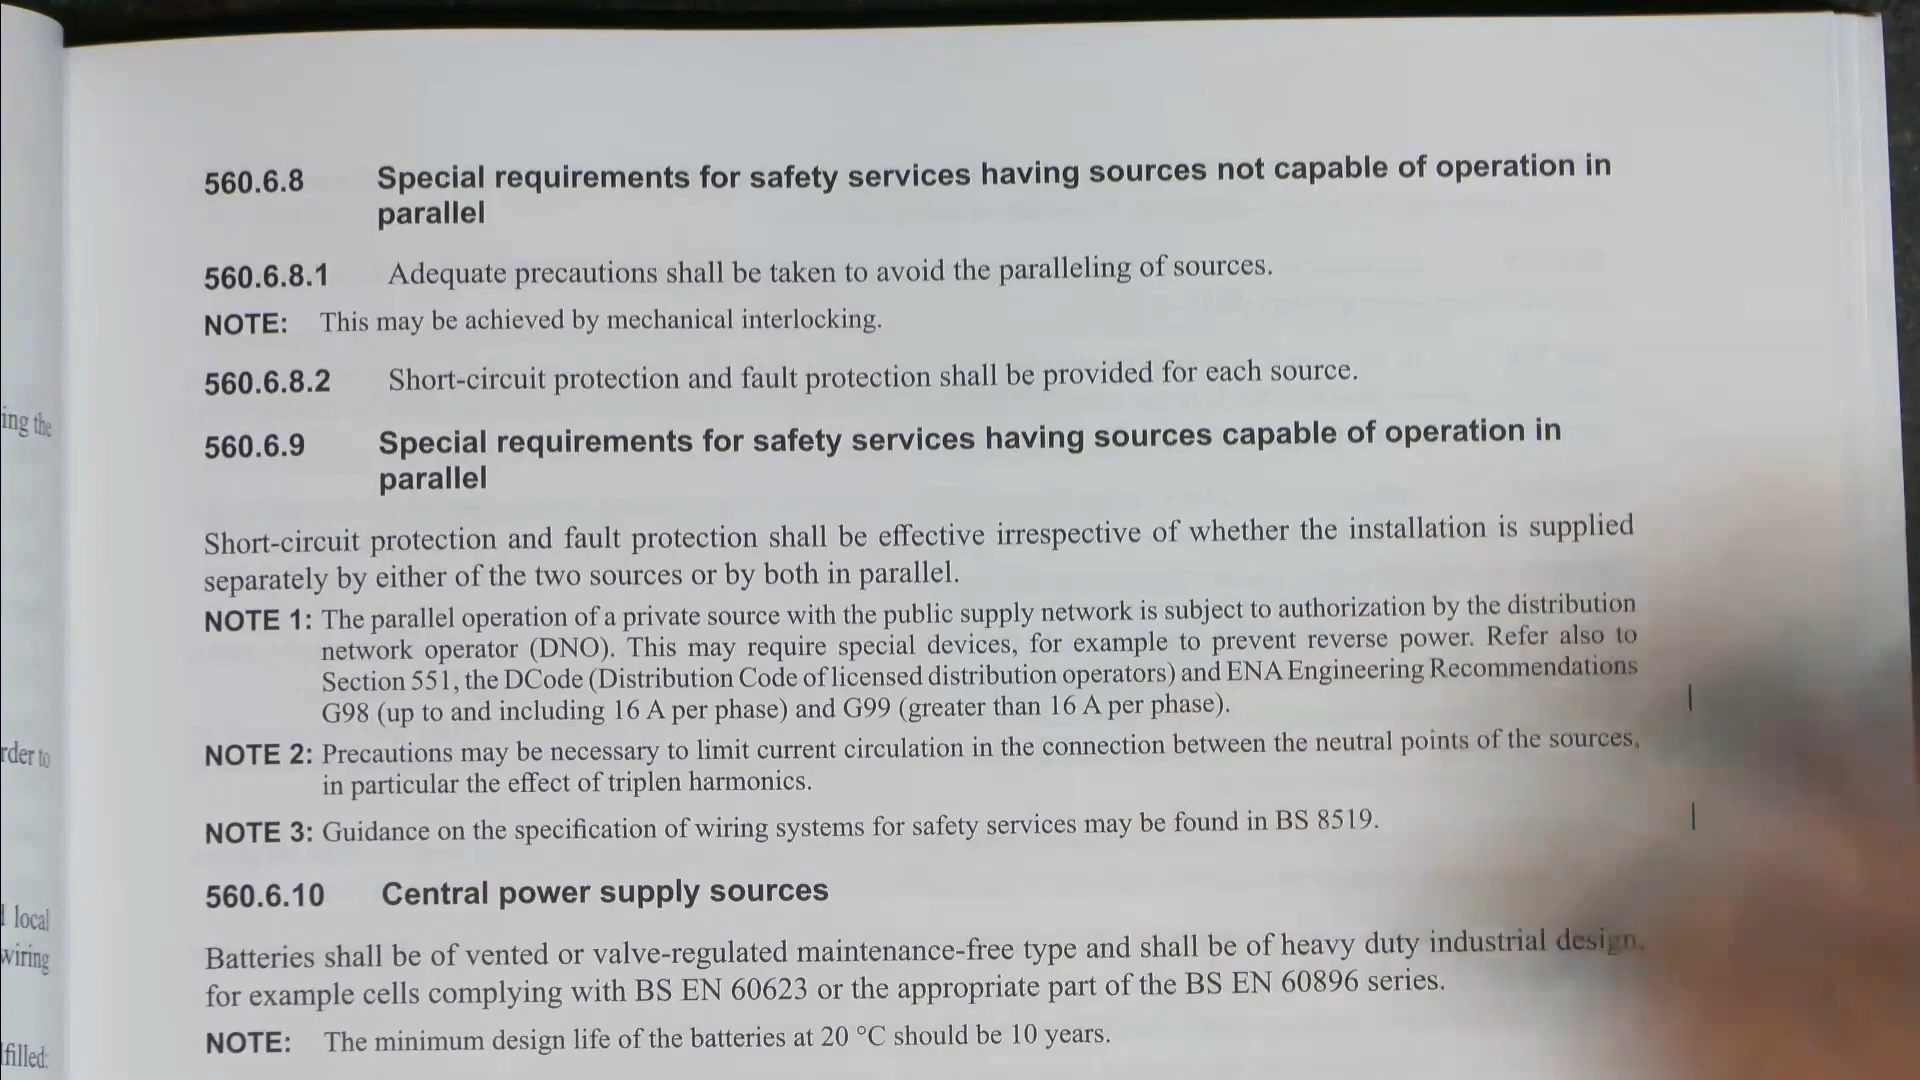 560.6.8 Special requirements for safety services having sources not capable of operation in
parallel
560.6.8.1 Adequate precautions shall be taken to avoid the paralleling of sources.
NOTE: This may be achieved by mechanical interlocking.
560.6.8.2 Short-circuit protection and fault protection shall be provided for each source.
ing the
560.6.9 Special requirements for safety services having sources capable of operation in
parallel
Short-circuit protection and fault protection shall be effective irrespective of whether the installation is supplied
separately by either of the two sources or by both in parallel.
NOTE 1: The parallel operation of a private source with the public supply network is subject to authorization by the distribution
network operator (DNO). This may require special devices, for example to prevent reverse power. Refer also to
Section 551, the DCode (Distribution Code of licensed distribution operators) and ENA Engineering Recommendations
G98 (up to and including 16 A per phase) and G99 (greater than 16 A per phase).
rder to
NOTE 2: Precautions may be necessary to limit current circulation in the connection between the neutral points of the sources,
in particular the effect of triplen harmonics.
NOTE 3: Guidance on the specification of wiring systems for safety services may be found in BS 8519.
560.6.10 Central power supply sources
local
wiring
Batteries shall be of vented or valve-regulated maintenance-free type and shall be of heavy duty industrial design,
for example cells complying with BS EN 60623 or the appropriate part of the BS EN 60896 series.
NOTE: The minimum design life of the batteries at 20 °C should be 10 years.
filled: